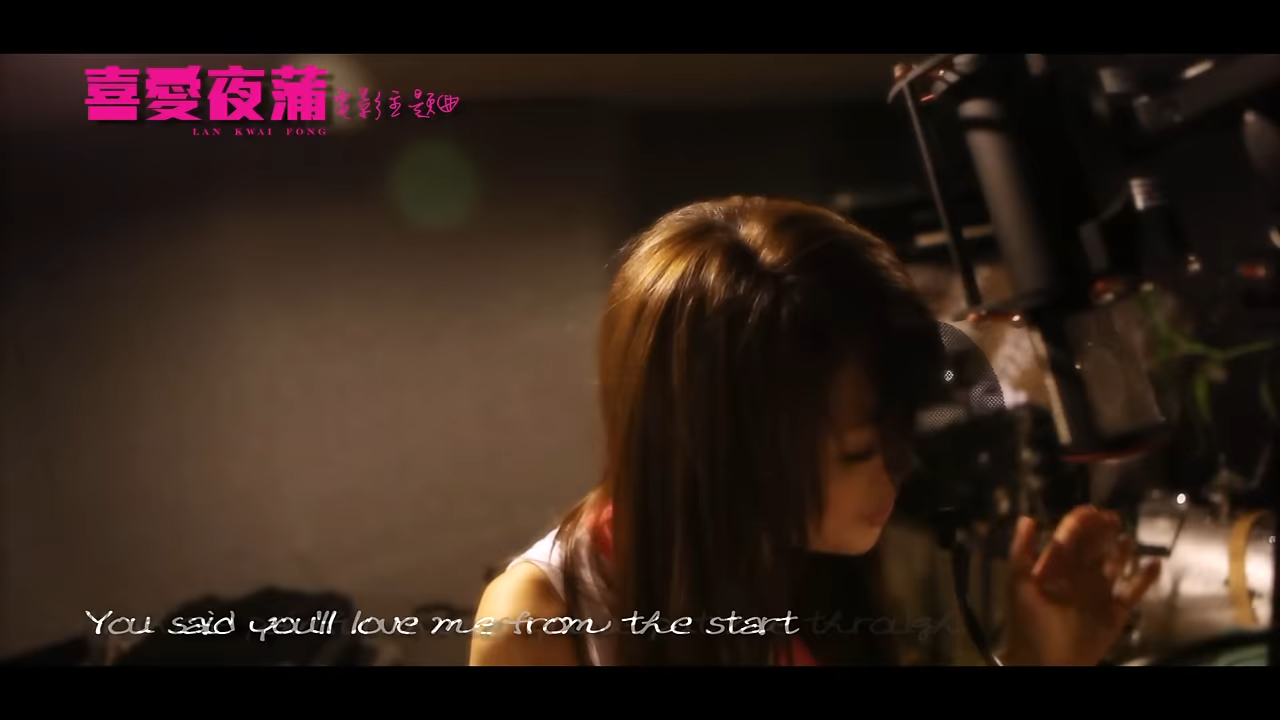 喜愛夜蒲電影主題曲
LAN KWAI FONG
You said you'll love me from the start through